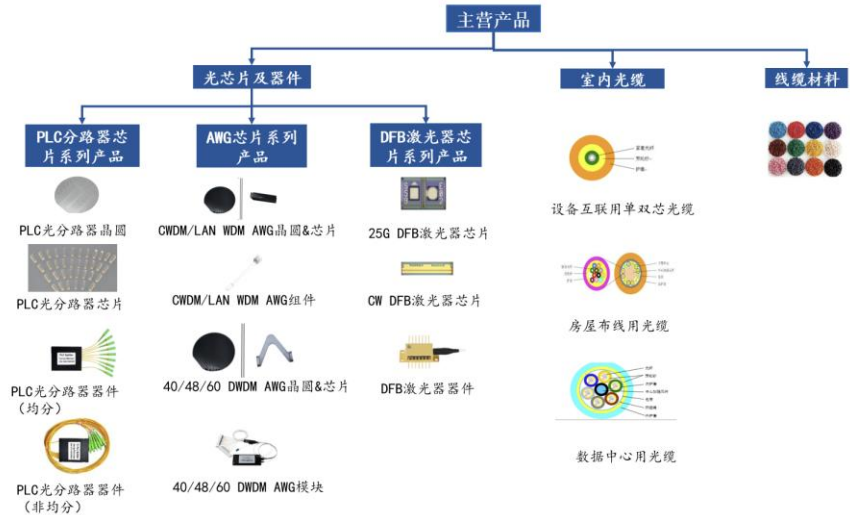 主营产品
光芯片及器件
室内光缆
线缆材料
PLC分路器芯
片系列产品
AWG芯片系列
产品
DFB激光器芯
片系列产品
PLC光分路器晶圆
CWDM/LAN WDM AWG晶圆&芯片
25G DFB激光器芯片
设备互联用单双芯光缆
PLC光分路器芯片
CWDM/LAN WDM AWG组件
CW DFB激光器芯片
房屋布线用光缆
PLC光分路器器件
(均分)
40/48/60 DWDM AWG晶圆&芯片
DFB激光器器件
数据中心用光缆
PLC光分路器器件
(非均分)
40/48/60 DWDM AWG模块